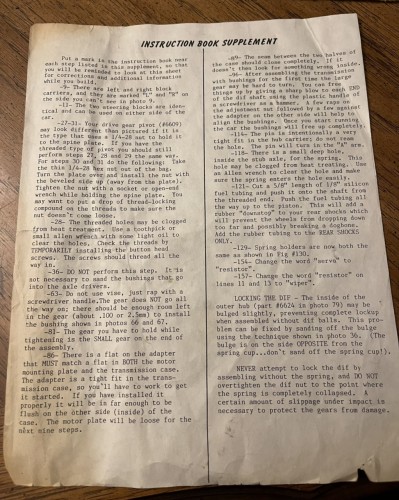 INSTRUCTION BOOK SUPPLEMENT
Put a mark in the instruction book near
each step listed in this supplement, so that
you will be reminded to look at this sheet
for corrections and additional information
while you build.
-9- There are left and right block
carriers, and they are marked "L" and "R" on
the side you can't see in photo 9.
-12- The two steering blocks are iden-
tical and can be used on either side of the
car.
-27-31- Your drive gear pivot (#6609)
may look different than pictured if it is
the type that uses a 1/4-28 nut to hold it
to the spine plate. If you have the
threaded type of pivot you should still
perform steps 27, 28 and 29 the same way.
For steps 30 and 31 do the following: Take
the thin 1/4-28 hex nut out of the bag.
Turn the plate over and install the nut with
the beveled side up (away from the plate).
Tighten the nut with a socket or open-end
wrench while holding the spine plate. You
may want to put a drop of thread-locking
compound on the threads to make sure the
nut doesn't come loose.
-28- The threaded holes may be clogged
from heat treatment. Use a toothpick or
small allen wrench with some light oil to
clear the holes. Check the threads by
TEMPORARILY installing the button head
screws. The screws should thread all the
way in.
-36- DO NOT perform this step. It is
not necessary to sand the bushings that go
into the axle drivers.
-63- Do not use vise, just rap with a
screwdriver handle. The gear does NOT go all
the way on; there should be enough room left
at the gear (about .100 or 2.5mm) to install
the bushing shown in photos 66 and 67.
-83- The gear you have to hold while
tightening is the SMALL gear on the end of
the assembly.
-86- There is a flat on the adapter
that MUST match a flat in BOTH the motor
mounting plate and the transmission case.
The adapter is a tight fit in the trans-
mission case, so you'll have to work to get
it started. If you have installed it
properly it will be far enough to be
flush on the other side (inside) of the
case. The motor plate will be loose for the
next nine steps.
-89- The seam between the two halves of
the case should close completely. If it
doesn't then look for something wrong inside.
-96- After assembling the transmission
with bushings for the first time the large
gear may be hard to turn. You can free
things up by giving a sharp blow to each END
of the dif shaft using the plastic handle of
a screwdriver as a hammer. A few raps on
the adjustment nut followed by a few against
the adapter on the other side will help to
align the bushings. Once you start running
the car the bushings will free up completely.
-114- The pin is intentionally a very
tight fit in the hub carrier; do not drill
the hole. The pin will turn in the "A" arm.
-119- There is a small deep hole,
inside the stub axle, for the spring. This
hole may be clogged from heat treating. Use
an allen wrench to clear the hole and make
sure the spring enters the hole easily.
-121- Cut a 5/8" length of 1/8" silicon
fuel tubing and push it onto the shaft from
the threaded end. Push the fuel tubing all
the way up to the piston. This will add a
rubber "downstop" to your rear shocks which
will prevent the wheels from dropping down
too far and possibly breaking a dogbone.
Add the rubber tubing to the REAR SHOCKS
ONLY.
-129- Spring holders are now both the
same as shown in Fig #130.
-154- Change the word "servo" to
"resistor".
-157- Change the word "resistor" on
lines 11 and 13 to "wiper".
LOCKING THE DIF - The inside of the
outer hub (part #6624 in photo 79) may be
bulged slightly, preventing complete lockup
when assembled without dif balls. This pro-
blem can be fixed by sanding off the bulge
using the technique shown in photo 36. (The
bulge is on the side OPPOSITE from the
spring cup...don't sand off the spring cup!).
NEVER attempt to lock the dif by
assembling without the spring, and DO NOT
overtighten the dif nut to the point where
the spring is completely collapsed. A
certain amount of slippage under impact is
necessary to protect the gears from damage.